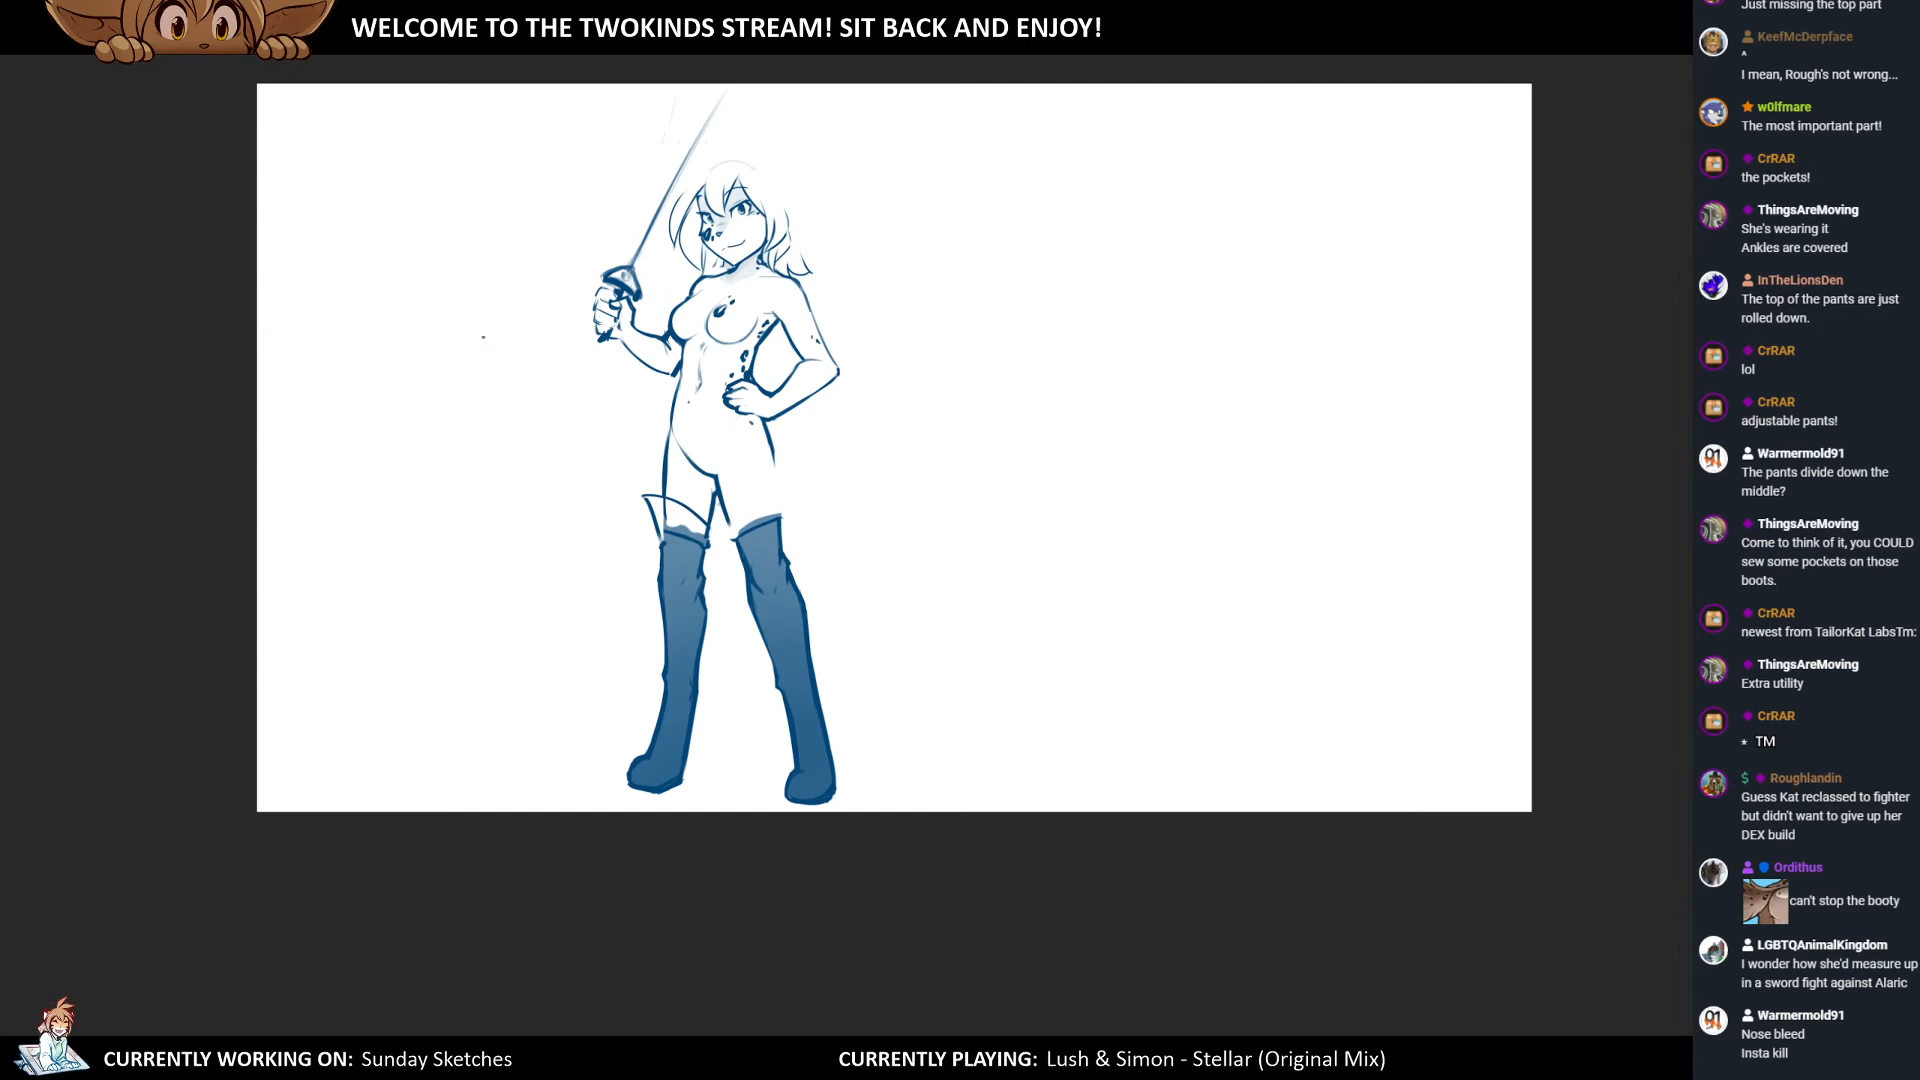 WELCOME TO THE TWOKINDS STREAM! SIT BACK AND ENJOY!
Just missing the top part
KeefMcDerpface
^
I mean, Rough's not wrong...
w0lfmare
The most important part!
CrRAR
the pockets!
ThingsAreMoving
She's wearing it
Ankles are covered
InTheLionsDen
The top of the pants are just
rolled down.
CrRAR
lol
CrRAR
adjustable pants!
Warmermold91
The pants divide down the
middle?
ThingsAreMoving
Come to think of it, you COULD
sew some pockets on those
boots.
CrRAR
newest from TailorKat LabsTm:
ThingsAreMoving
Extra utility
CrRAR
* TM
$ Roughlandin
Guess Kat reclassed to fighter
but didn't want to give up her
DEX build
Ordithus
can't stop the booty
LGBTQAnimalKingdom
I wonder how she'd measure up
in a sword fight against Alaric
Warmermold91
Nose bleed
Insta kill
CURRENTLY WORKING ON: Sunday Sketches
CURRENTLY PLAYING: Lush & Simon - Stellar (Original Mix)